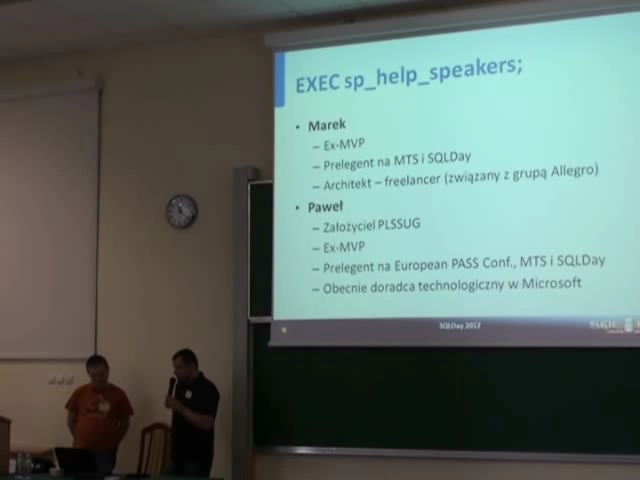 EXEC sp_help_speakers;
• Marek
– Ex-MVP
– Prelegent na MTS i SQLDay
– Architekt – freelancer (związany z grupą Allegro)
• Paweł
– Założyciel PLSSUG
– Ex-MVP
– Prelegent na European PASS Conf., MTS i SQLDay
– Obecnie doradca technologiczny w Microsoft
SQLDay 2012